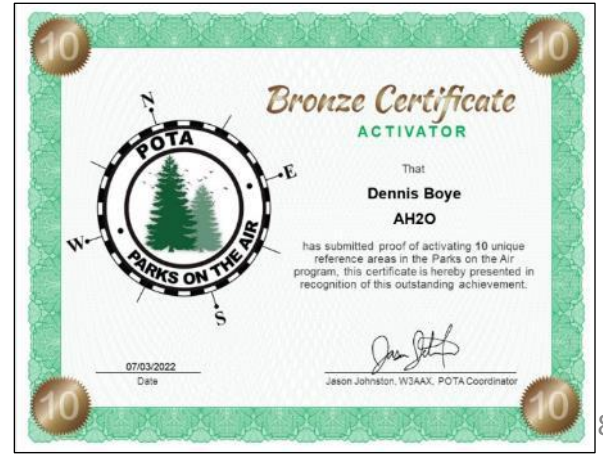 10
10
Bronze Certificate
ACTIVATOR
N
E
S
W
POTA
PARKS ON THE AIR
That
Dennis Boye
AH2O
has submitted proof of activating 10 unique
reference areas in the Parks on the Air
program, this certificate is hereby presented in
recognition of this outstanding achievement.
07/03/2022
Date
Jason Johnston, W3AAX, POTA Coordinator
10
10
8